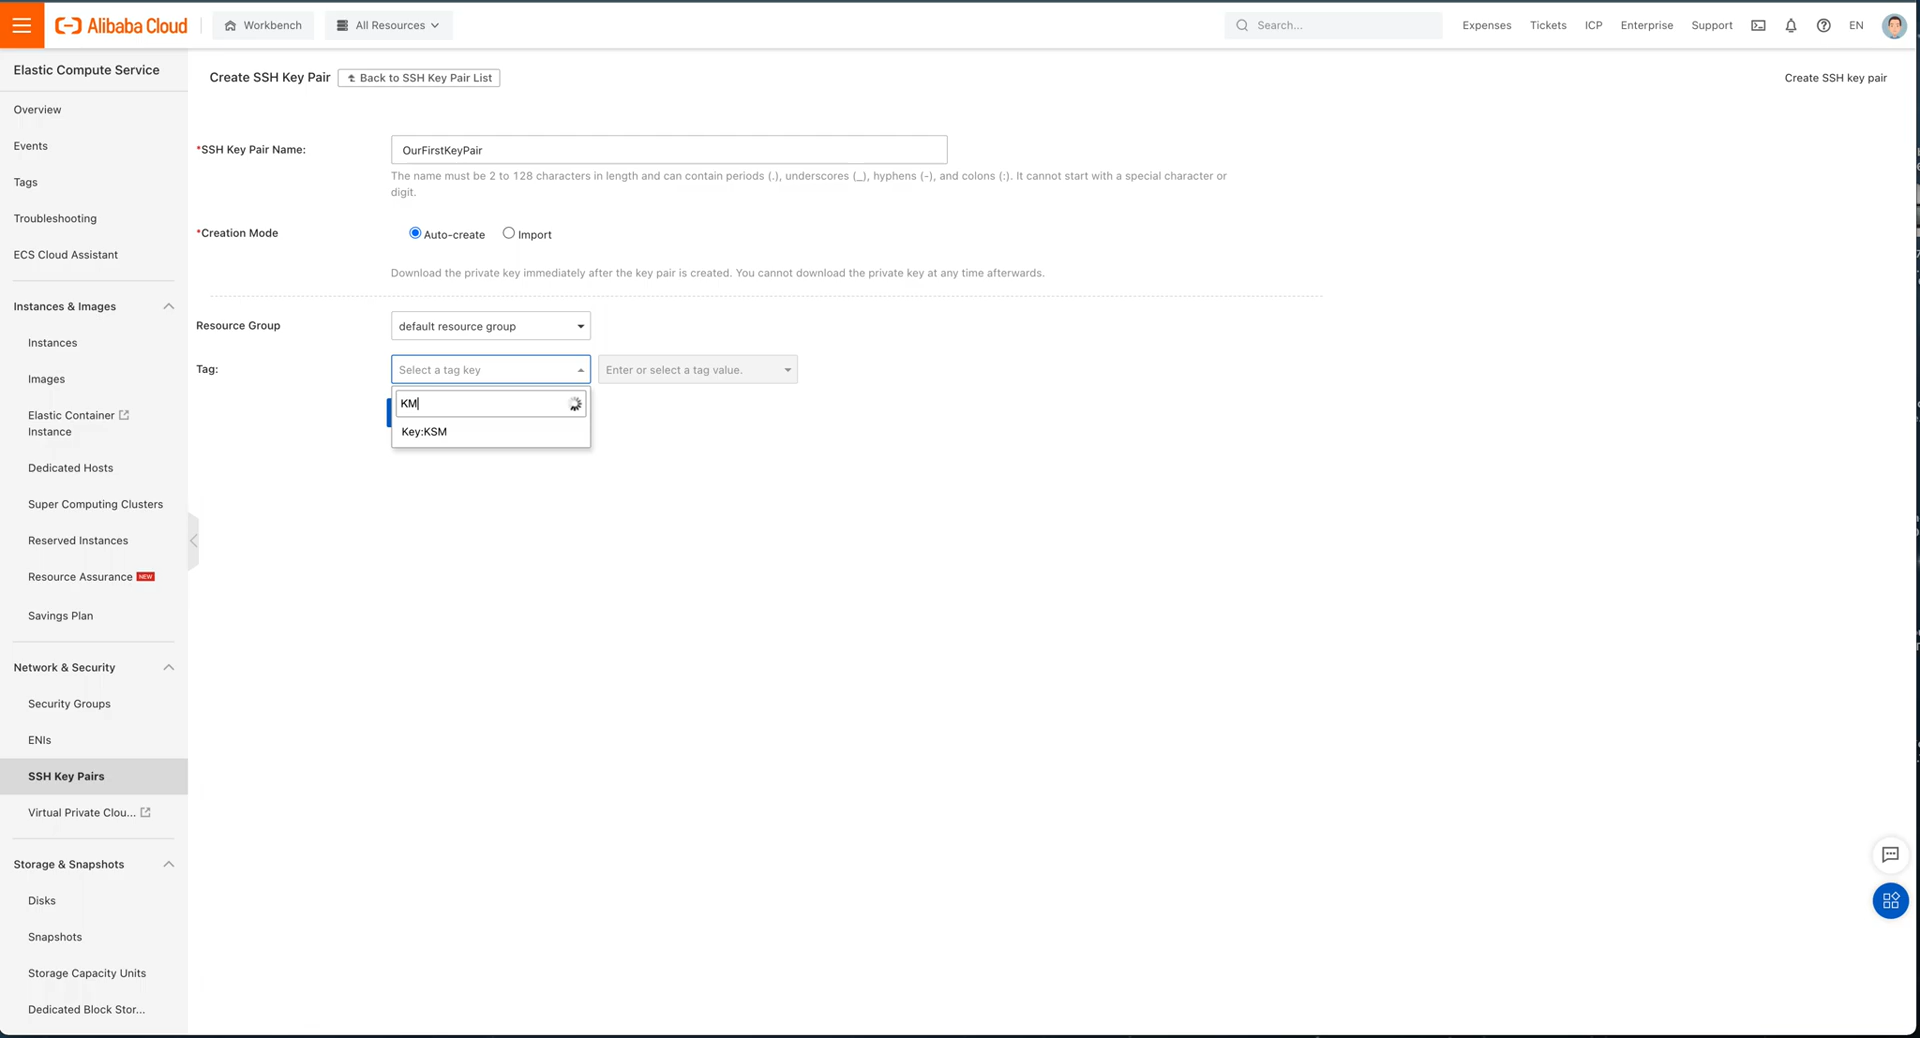 Alibaba Cloud
Workbench
All Resources
Search...
Expenses
Tickets
ICP
Enterprise
Support
EN
Elastic Compute Service
Overview
Events
Tags
Troubleshooting
ECS Cloud Assistant
Instances & Images
Instances
Images
Elastic Container
Instance
Dedicated Hosts
Super Computing Clusters
Reserved Instances
Resource Assurance NEW
Savings Plan
Network & Security
Security Groups
ENIs
SSH Key Pairs
Virtual Private Clou...
Storage & Snapshots
Disks
Snapshots
Storage Capacity Units
Dedicated Block Stor...
Create SSH Key Pair
Back to SSH Key Pair List
Create SSH key pair
*SSH Key Pair Name:
OurFirstKeyPair
The name must be 2 to 128 characters in length and can contain periods (.), underscores (_), hyphens (-), and colons (:). It cannot start with a special character or
digit.
*Creation Mode
Auto-create
Import
Download the private key immediately after the key pair is created. You cannot download the private key at any time afterwards.
Resource Group
default resource group
Tag:
Select a tag key
Enter or select a tag value.
KM
Key:KSM